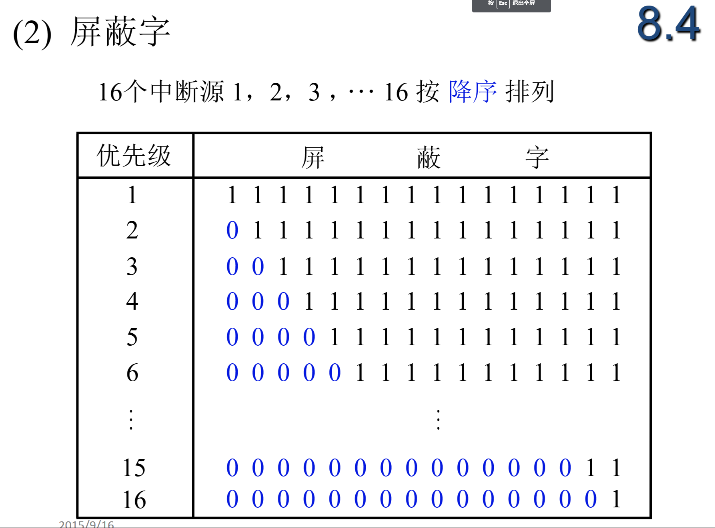 按 Esc 退出全屏
8.4
(2) 屏蔽字
16个中断源 1，2，3，⋯ 16 按 降序 排列
优先级 屏 蔽 字
1 1 1 1 1 1 1 1 1 1 1 1 1 1 1 1 1
2 0 1 1 1 1 1 1 1 1 1 1 1 1 1 1 1
3 0 0 1 1 1 1 1 1 1 1 1 1 1 1 1 1
4 0 0 0 1 1 1 1 1 1 1 1 1 1 1 1 1
5 0 0 0 0 1 1 1 1 1 1 1 1 1 1 1 1
6 0 0 0 0 0 1 1 1 1 1 1 1 1 1 1 1
⋮ ⋮
15 0 0 0 0 0 0 0 0 0 0 0 0 0 0 1 1
16 0 0 0 0 0 0 0 0 0 0 0 0 0 0 0 1
2015/9/16